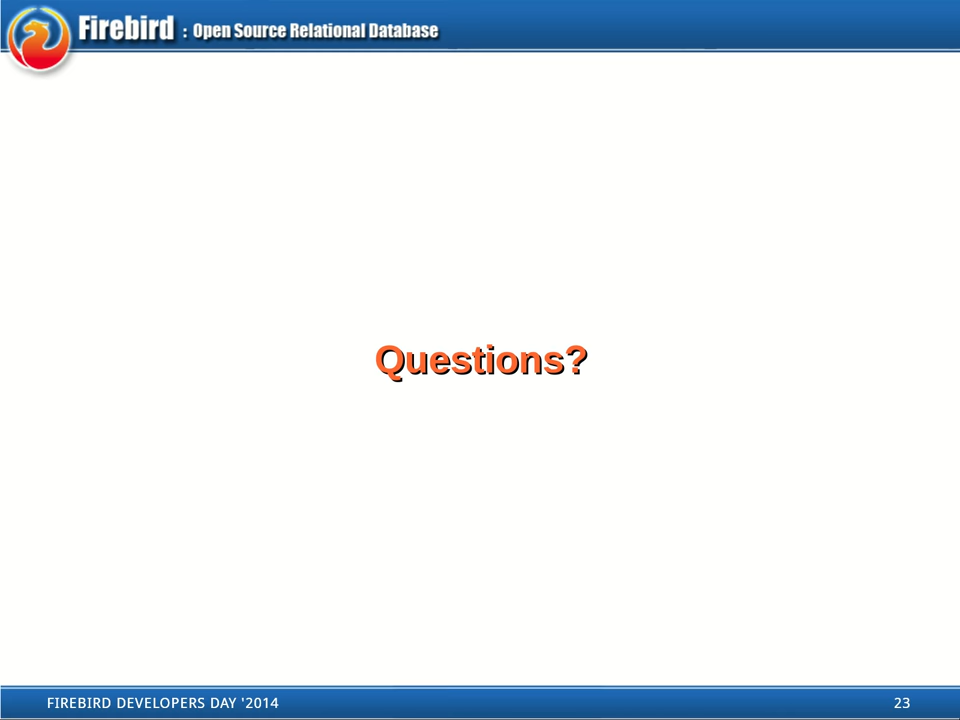 Firebird : Open Source Relational Database
Questions?
FIREBIRD DEVELOPERS DAY '2014
23